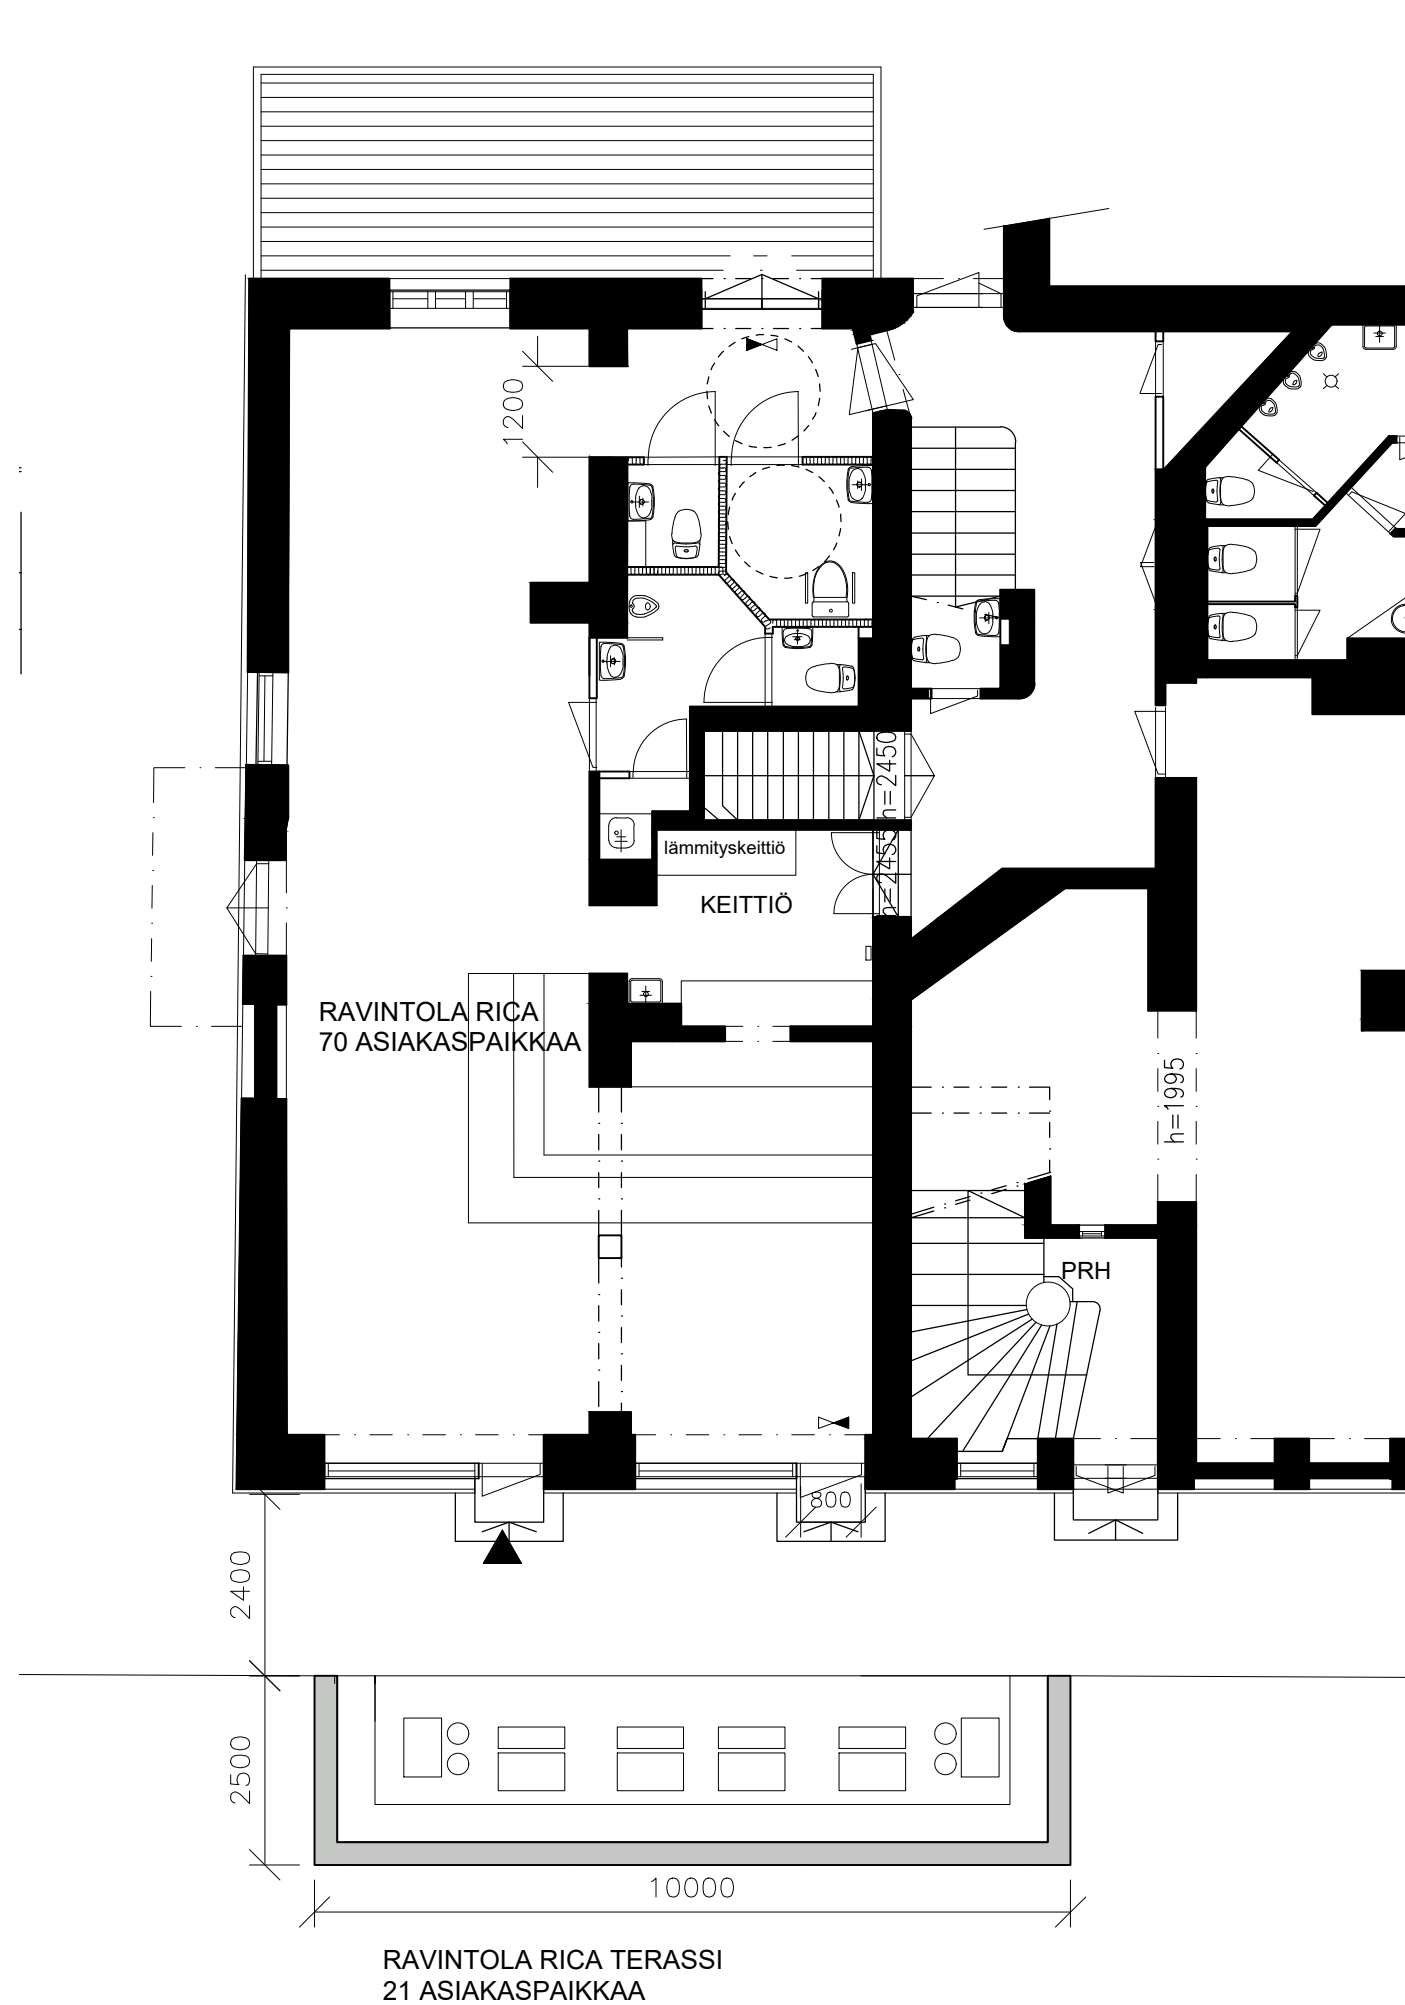 1200
h=2450
h=2455
lämmityskeittiö
KEITTIÖ
RAVINTOLA RICA
70 ASIAKASPAIKKAA
h=1995
PRH
800
2400
2500
10000
RAVINTOLA RICA TERASSI
21 ASIAKASPAIKKAA